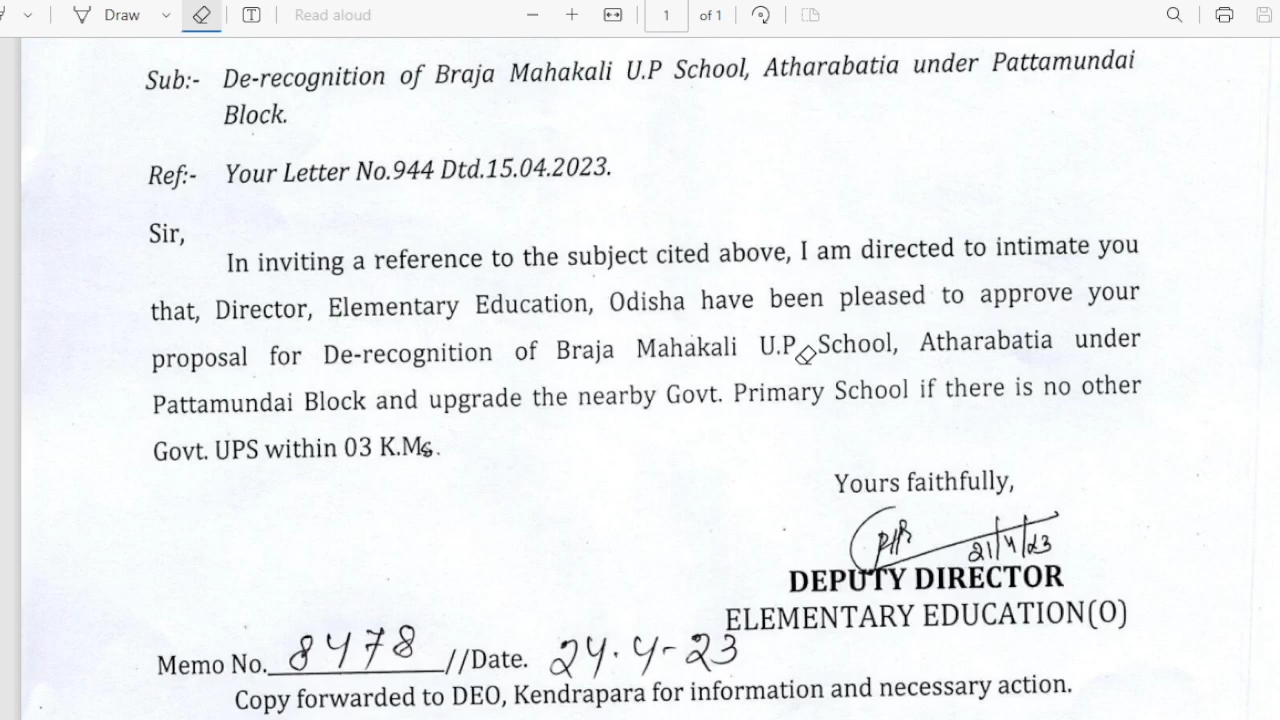 Draw Read aloud 1 of 1
Sub:- De-recognition of Braja Mahakali U.P School, Atharabatia under Pattamundai
Block.
Ref:- Your Letter No.944 Dtd.15.04.2023.
Sir,
In inviting a reference to the subject cited above, I am directed to intimate you
that, Director, Elementary Education, Odisha have been pleased to approve your
proposal for De-recognition of Braja Mahakali U.P School, Atharabatia under
Pattamundai Block and upgrade the nearby Govt. Primary School if there is no other
Govt. UPS within 03 K.Ms.
Yours faithfully,
21/4/23
DEPUTY DIRECTOR
ELEMENTARY EDUCATION(O)
Memo No. 8478 //Date. 24.4-23
Copy forwarded to DEO, Kendrapara for information and necessary action.